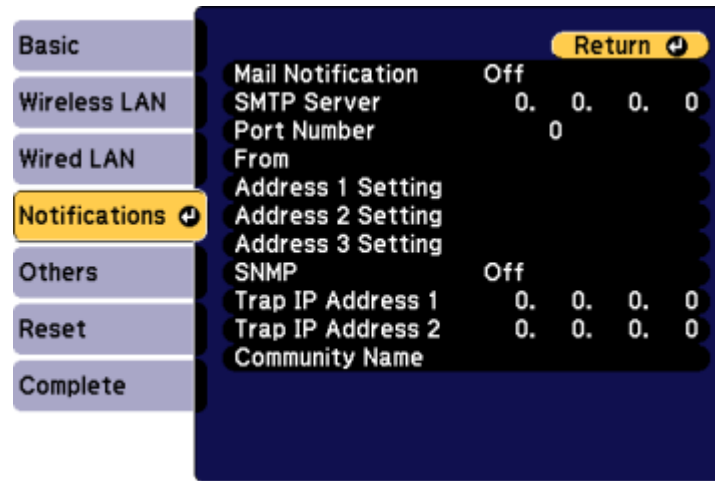 Basic
Wireless LAN
Wired LAN
Notifications
Others
Reset
Complete
Return
Mail Notification Off
SMTP Server 0. 0. 0. 0
Port Number 0
From
Address 1 Setting
Address 2 Setting
Address 3 Setting
SNMP Off
Trap IP Address 1 0. 0. 0. 0
Trap IP Address 2 0. 0. 0. 0
Community Name